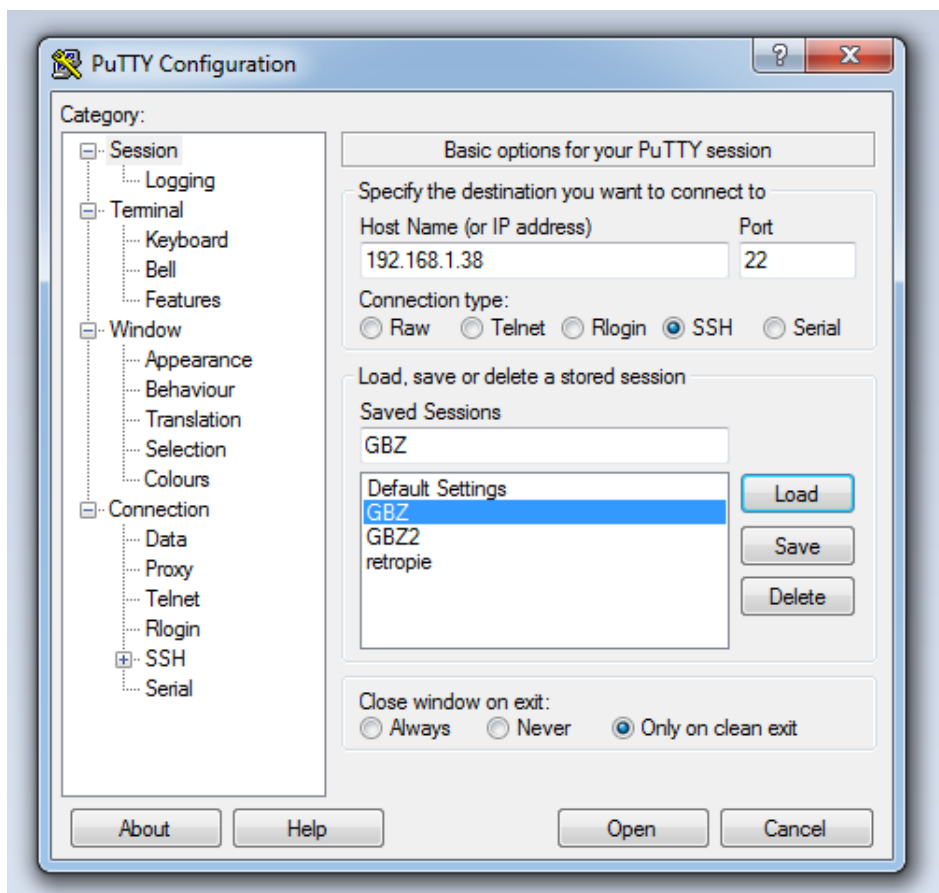 PuTTY Configuration
Category:
Session
Logging
Terminal
Keyboard
Bell
Features
Window
Appearance
Behaviour
Translation
Selection
Colours
Connection
Data
Proxy
Telnet
Rlogin
SSH
Serial
Basic options for your PuTTY session
Specify the destination you want to connect to
Host Name (or IP address) Port
192.168.1.38 22
Connection type:
Raw Telnet Rlogin SSH Serial
Load, save or delete a stored session
Saved Sessions
GBZ
Default Settings
GBZ
GBZ2
retropie
Load
Save
Delete
Close window on exit:
Always Never Only on clean exit
About Help Open Cancel